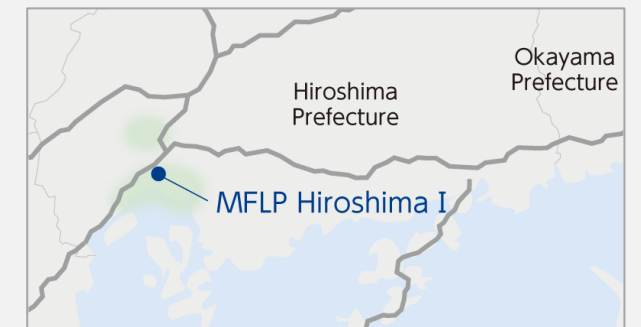 Okayama
Prefecture
Hiroshima
Prefecture
MFLP Hiroshima I